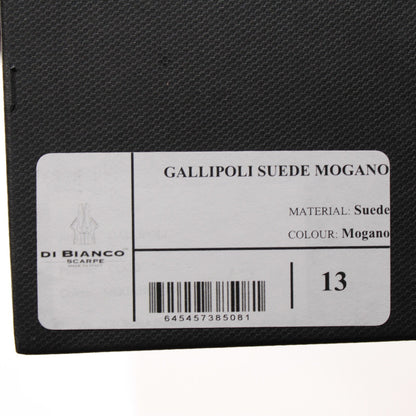 GALLIPOLI SUEDE MOGANO
MATERIAL: Suede
COLOUR: Mogano
DI BIANCO
SCARPE
645457385081
13